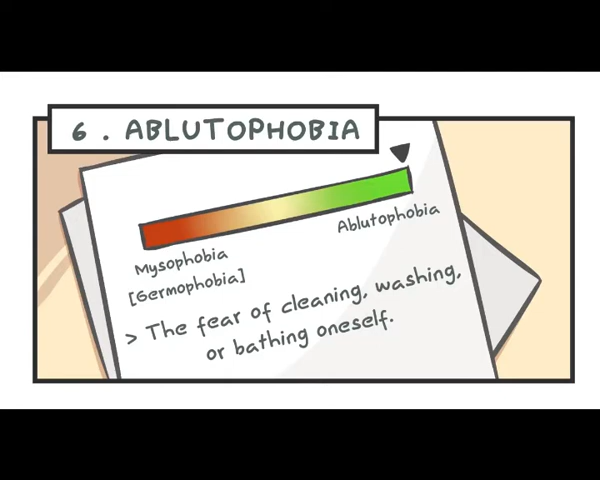 6 . ABLUTOPHOBIA
Ablutophobia
Mysophobia
[Germophobia]
> The fear of cleaning, washing,
or bathing oneself.